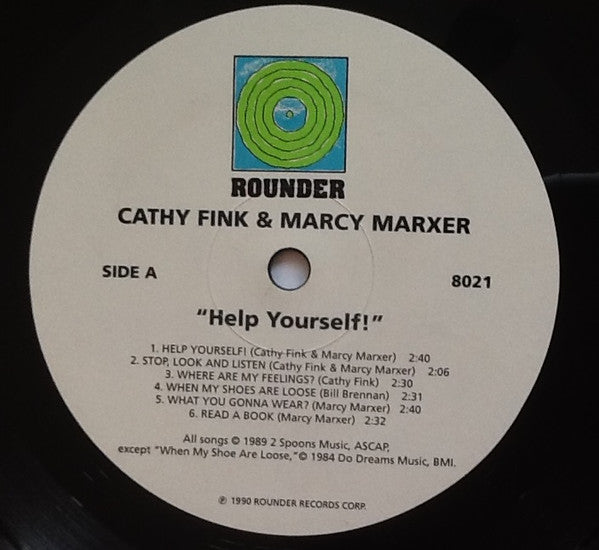 ROUNDER
CATHY FINK & MARCY MARXER
SIDE A
8021
"Help Yourself!"
1. HELP YOURSELF! (Cathy Fink & Marcy Marxer) 2:40
2. STOP, LOOK AND LISTEN (Cathy Fink & Marcy Marxer) 2:06
3. WHERE ARE MY FEELINGS? (Cathy Fink) 2:30
4. WHEN MY SHOES ARE LOOSE (Bill Brennan) 2:31
5. WHAT YOU GONNA WEAR? (Marcy Marxer) 2:40
6. READ A BOOK (Marcy Marxer) 2:32
All songs © 1989 2 Spoons Music, ASCAP,
except "When My Shoe Are Loose," © 1984 Do Dreams Music, BMI.
℗ 1990 ROUNDER RECORDS CORP.